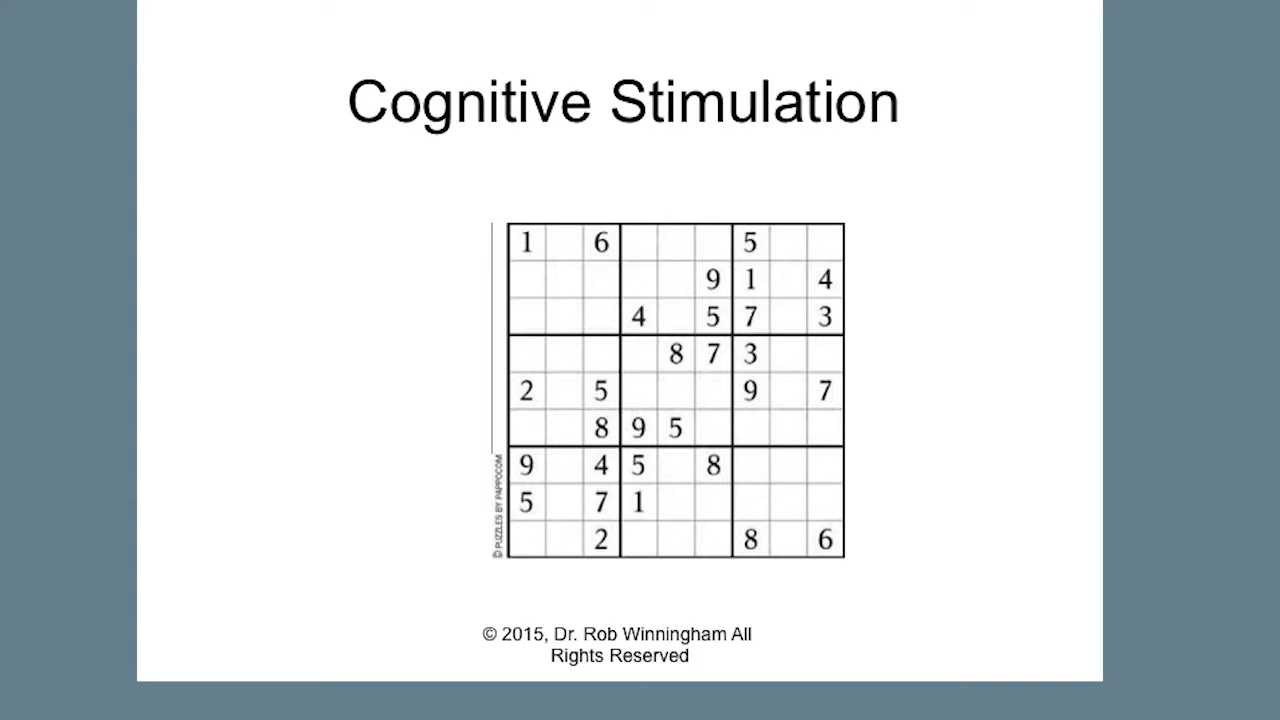 Cognitive Stimulation
1 6 5
9 1 4
4 5 7 3
8 7 3
2 5 9 7
8 9 5
9 4 5 8
5 7 1
2 8 6
© PUZZLES BY PAPPOCOM
© 2015, Dr. Rob Winningham All
Rights Reserved